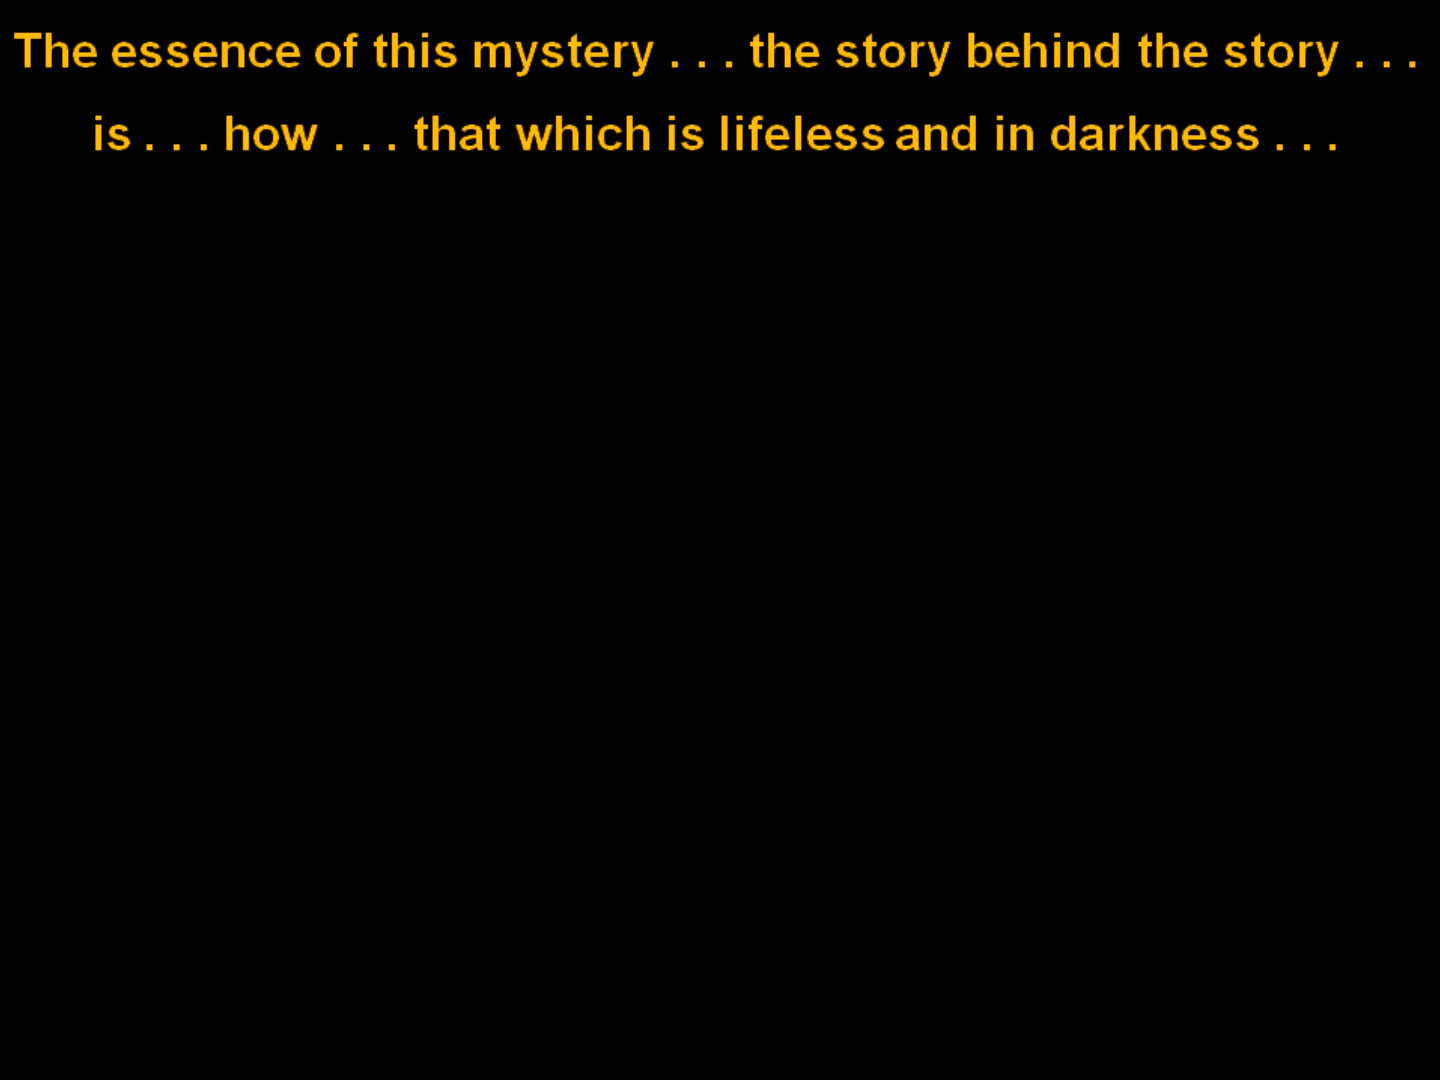 The essence of this mystery . . . the story behind the story . . .
is . . . how . . . that which is lifeless and in darkness . . .